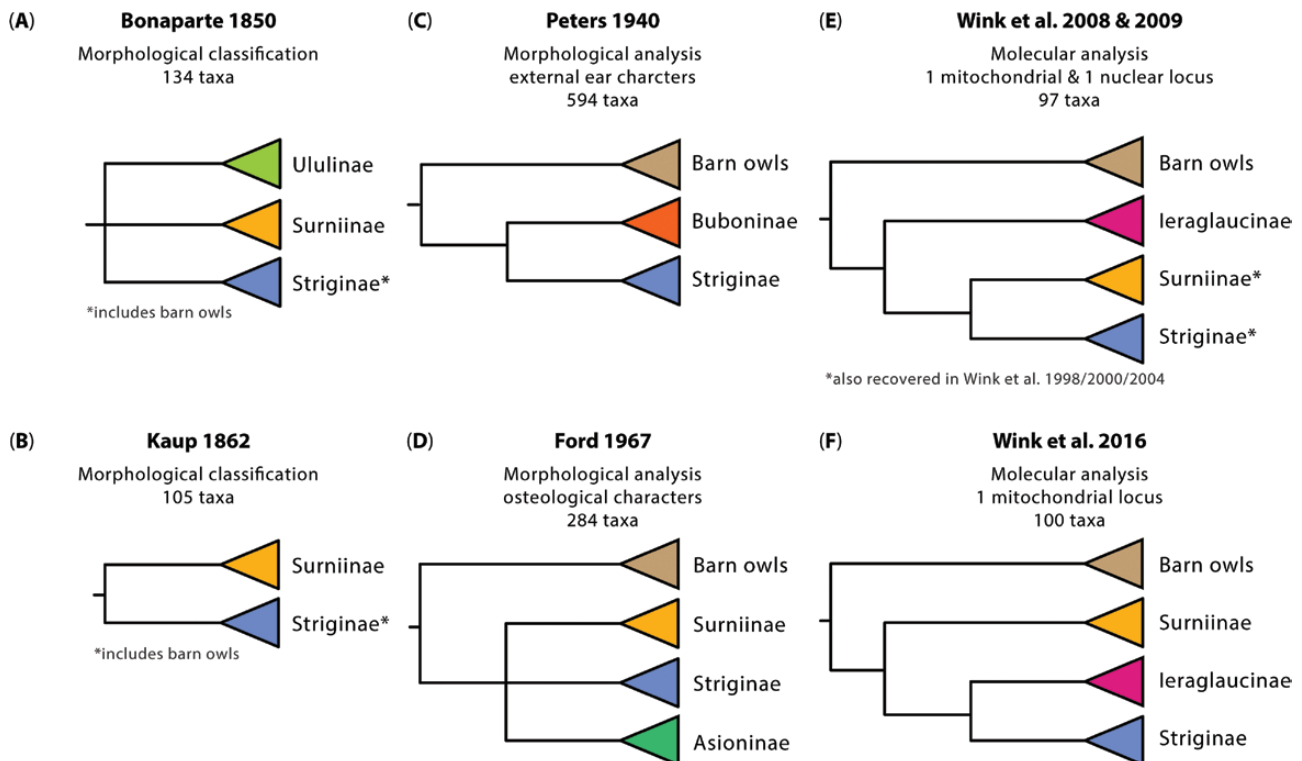 (A) Bonaparte 1850
Morphological classification
134 taxa
Ululinae
Surniinae
Striginae*
*includes barn owls
(B) Kaup 1862
Morphological classification
105 taxa
Surniinae
Striginae*
*includes barn owls
(C) Peters 1940
Morphological analysis
external ear charcters
594 taxa
Barn owls
Buboninae
Striginae
(D) Ford 1967
Morphological analysis
osteological characters
284 taxa
Barn owls
Surniinae
Striginae
Asioninae
(E) Wink et al. 2008 & 2009
Molecular analysis
1 mitochondrial & 1 nuclear locus
97 taxa
Barn owls
Ieraglaucinae
Surniinae*
Striginae*
*also recovered in Wink et al. 1998/2000/2004
(F) Wink et al. 2016
Molecular analysis
1 mitochondrial locus
100 taxa
Barn owls
Surniinae
Ieraglaucinae
Striginae